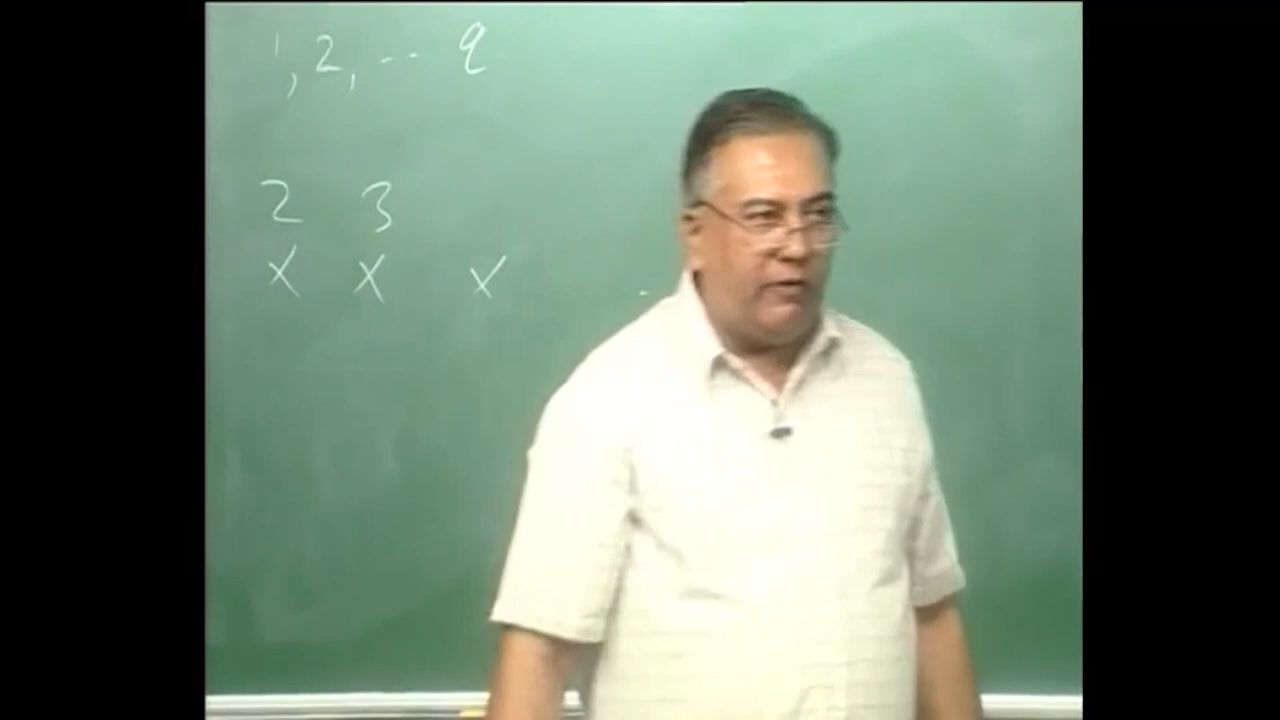 1, 2, -- q
2 3
x x x